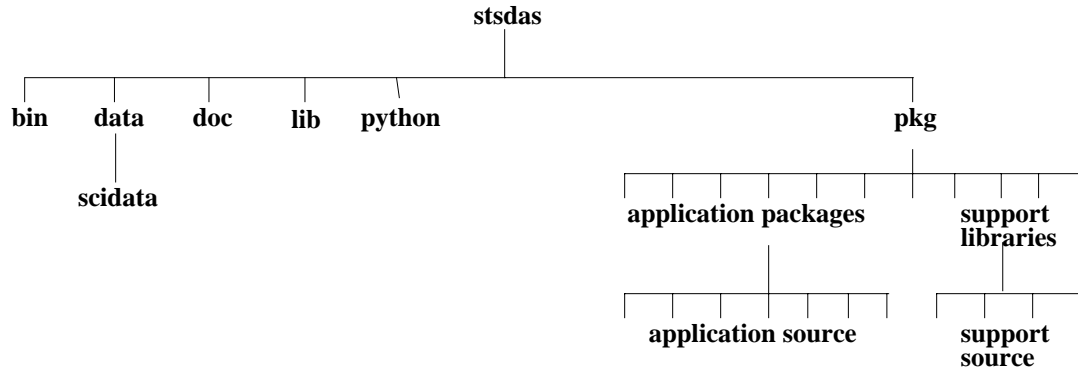 stsdas
bin data doc lib python pkg
scidata
application packages support
libraries
application source support
source